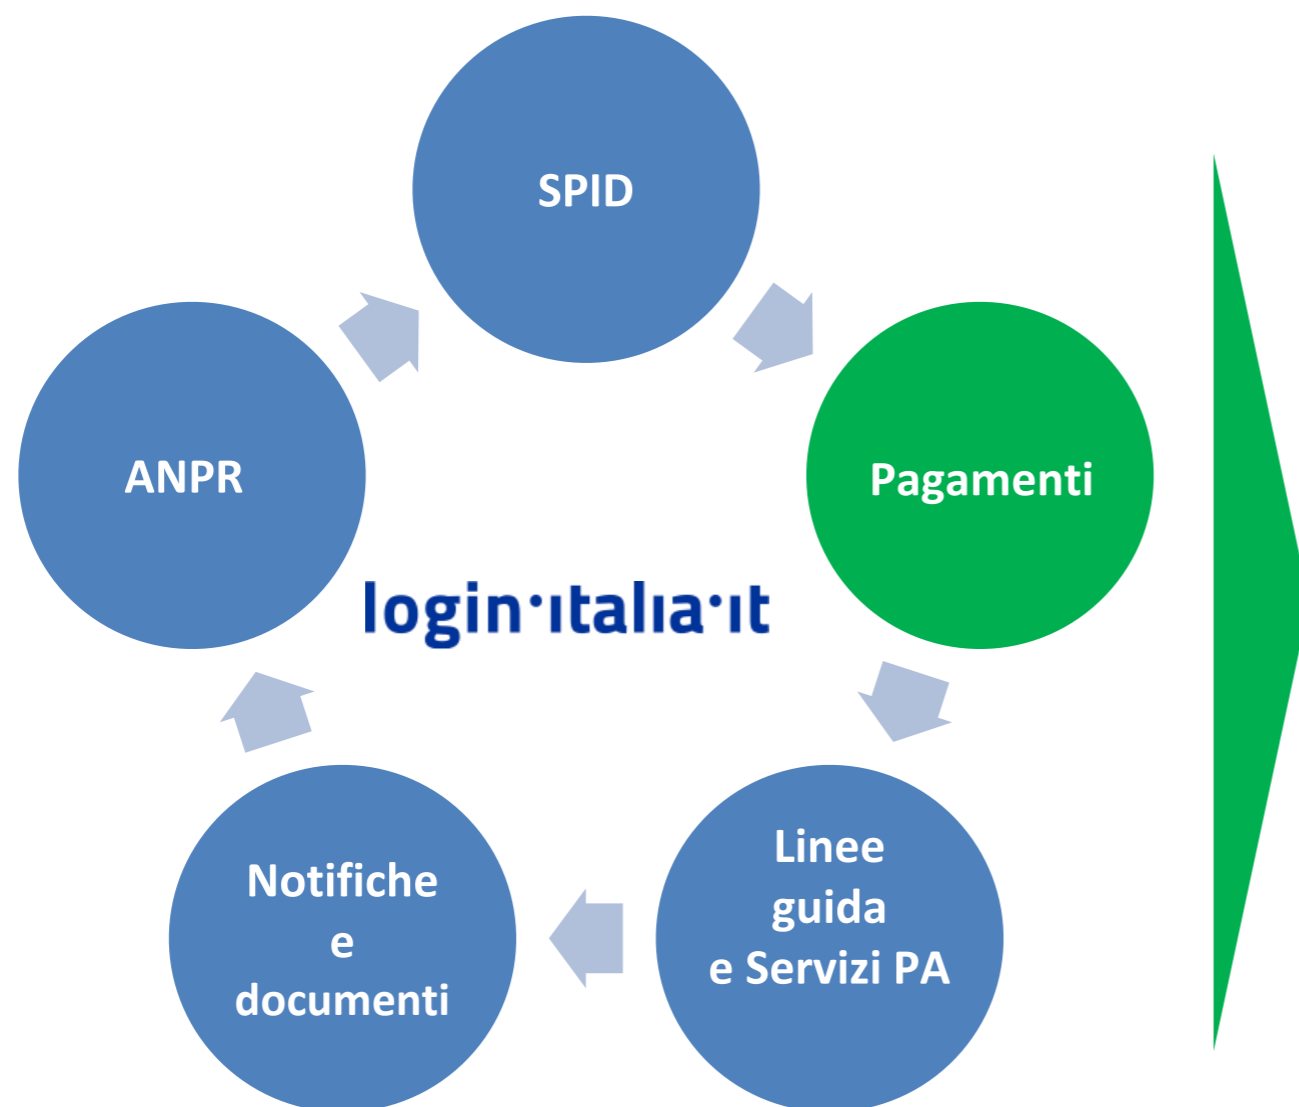 SPID
ANPR
Pagamenti
login·italia·it
Linee
guida
e Servizi PA
Notifiche
e
documenti